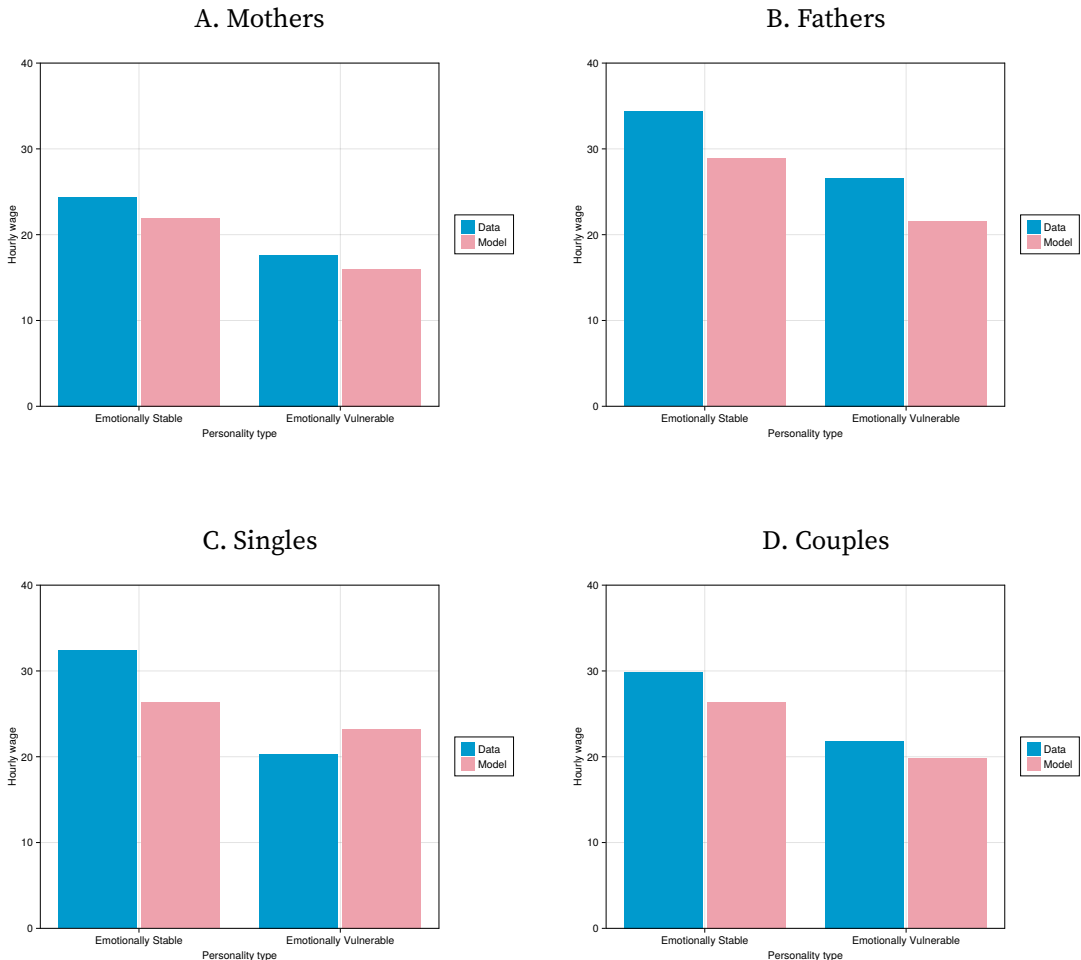 A. Mothers
40
30
20
10
0
Hourly wage
Emotionally Stable
Emotionally Vulnerable
Personality type
Data
Model
B. Fathers
40
30
20
10
0
Hourly wage
Emotionally Stable
Emotionally Vulnerable
Personality type
Data
Model
C. Singles
40
30
20
10
0
Hourly wage
Emotionally Stable
Emotionally Vulnerable
Personality type
Data
Model
D. Couples
40
30
20
10
0
Hourly wage
Emotionally Stable
Emotionally Vulnerable
Personality type
Data
Model